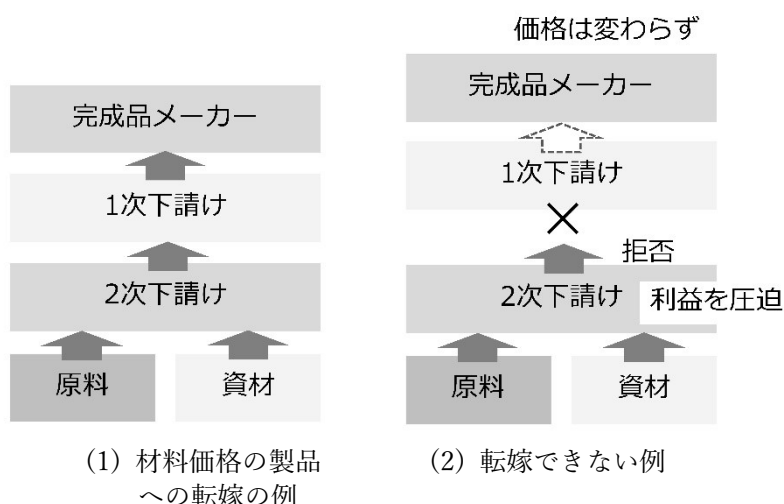 完成品メーカー
1次下請け
2次下請け
原料
資材
(1) 材料価格の製品
への転嫁の例
価格は変わらず
完成品メーカー
1次下請け
拒否
2次下請け
利益を圧迫
原料
資材
(2) 転嫁できない例